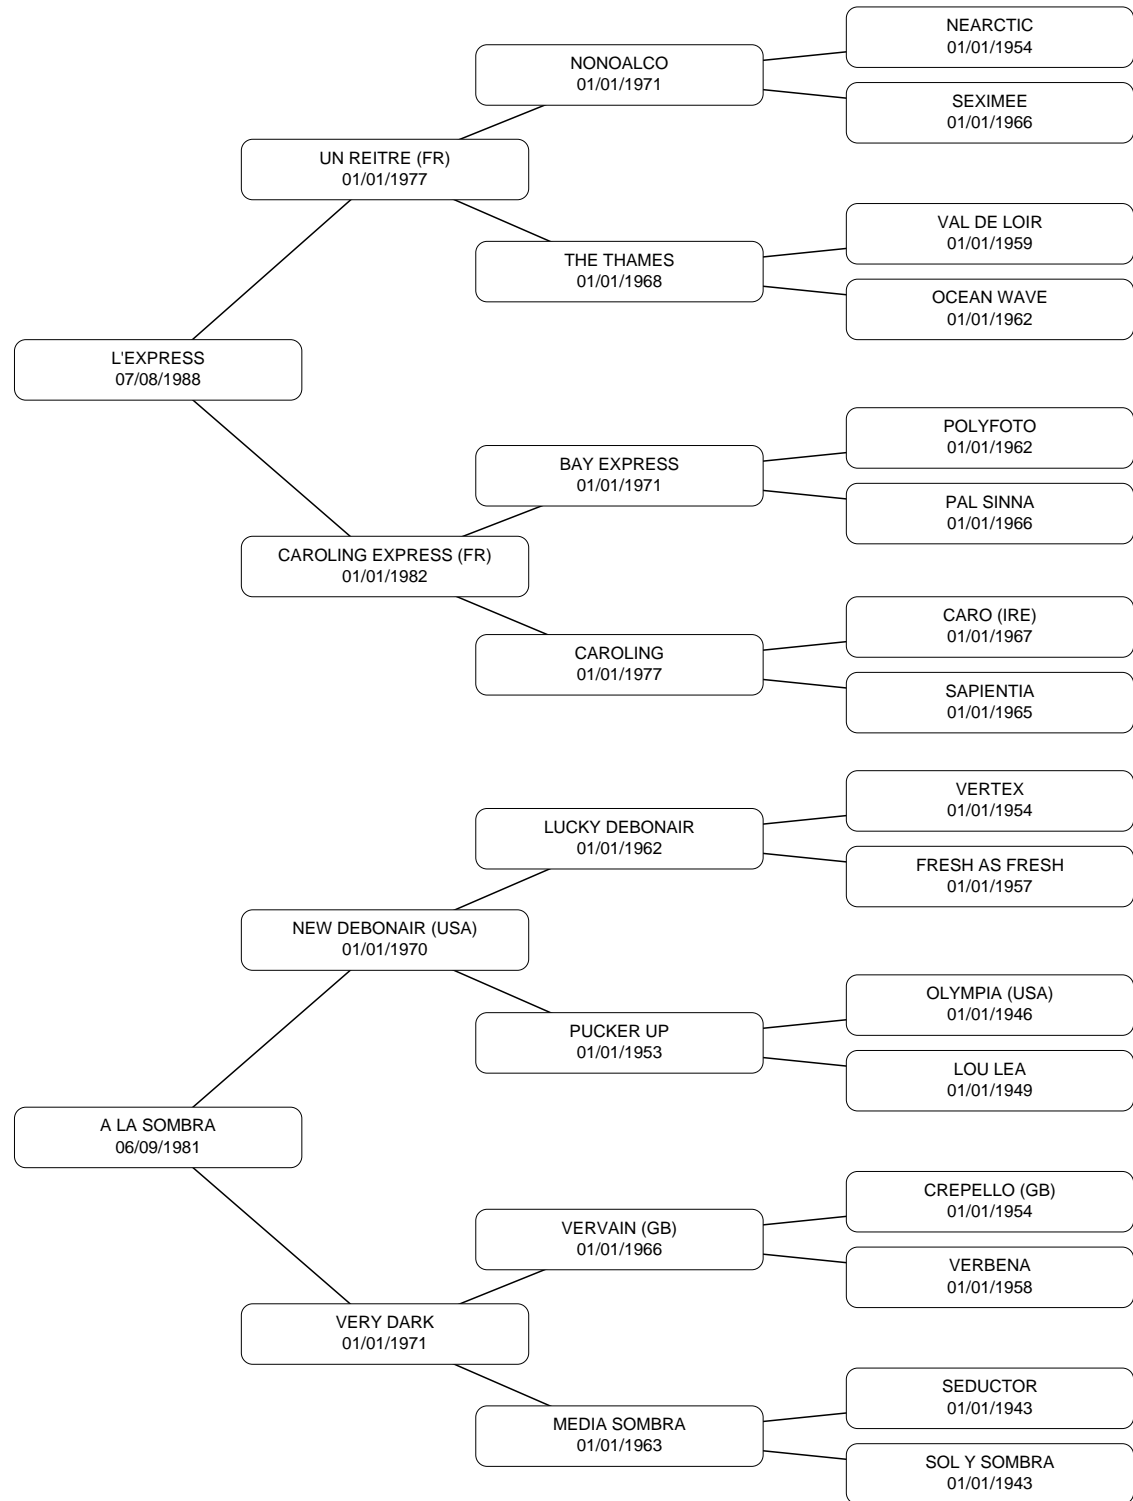 NEARCTIC
01/01/1954
NONOALCO
01/01/1971
SEXIMEE
01/01/1966
UN REITRE (FR)
01/01/1977
VAL DE LOIR
01/01/1959
THE THAMES
01/01/1968
OCEAN WAVE
01/01/1962
L'EXPRESS
07/08/1988
POLYFOTO
01/01/1962
BAY EXPRESS
01/01/1971
PAL SINNA
01/01/1966
CAROLING EXPRESS (FR)
01/01/1982
CARO (IRE)
01/01/1967
CAROLING
01/01/1977
SAPIENTIA
01/01/1965
VERTEX
01/01/1954
LUCKY DEBONAIR
01/01/1962
FRESH AS FRESH
01/01/1957
NEW DEBONAIR (USA)
01/01/1970
OLYMPIA (USA)
01/01/1946
PUCKER UP
01/01/1953
LOU LEA
01/01/1949
A LA SOMBRA
06/09/1981
CREPELLO (GB)
01/01/1954
VERVAIN (GB)
01/01/1966
VERBENA
01/01/1958
VERY DARK
01/01/1971
SEDUCTOR
01/01/1943
MEDIA SOMBRA
01/01/1963
SOL Y SOMBRA
01/01/1943